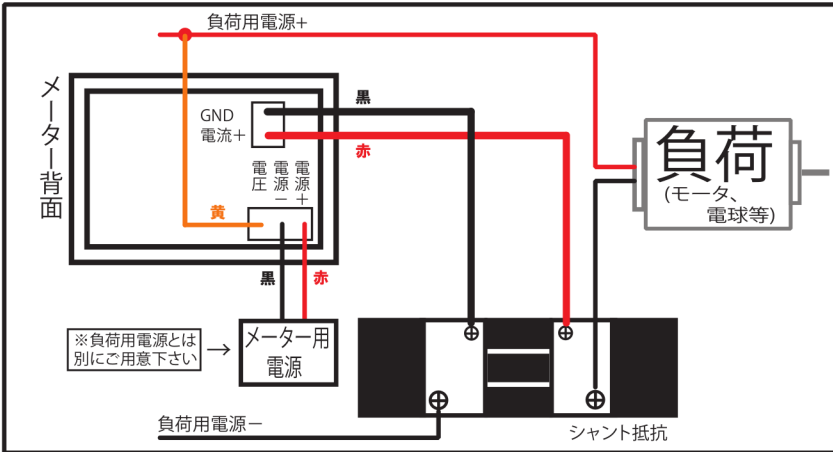 負荷用電源+
メーター背面
GND
電流+
電圧
電源－
電源+
黄
黒
赤
黒
赤
負荷
(モータ、
電球等)
※負荷用電源とは
別にご用意下さい
→
メーター用
電源
負荷用電源－
シャント抵抗